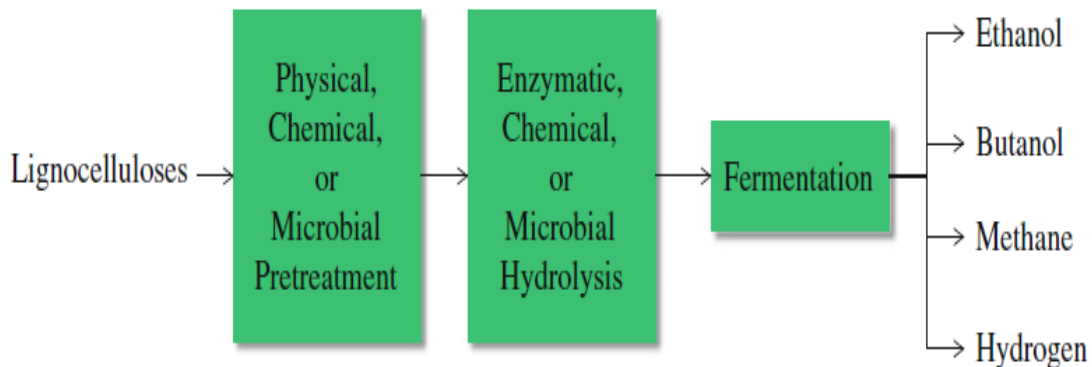 Lignocelluloses
Physical,
Chemical,
or
Microbial
Pretreatment
Enzymatic,
Chemical,
or
Microbial
Hydrolysis
Fermentation
Ethanol
Butanol
Methane
Hydrogen